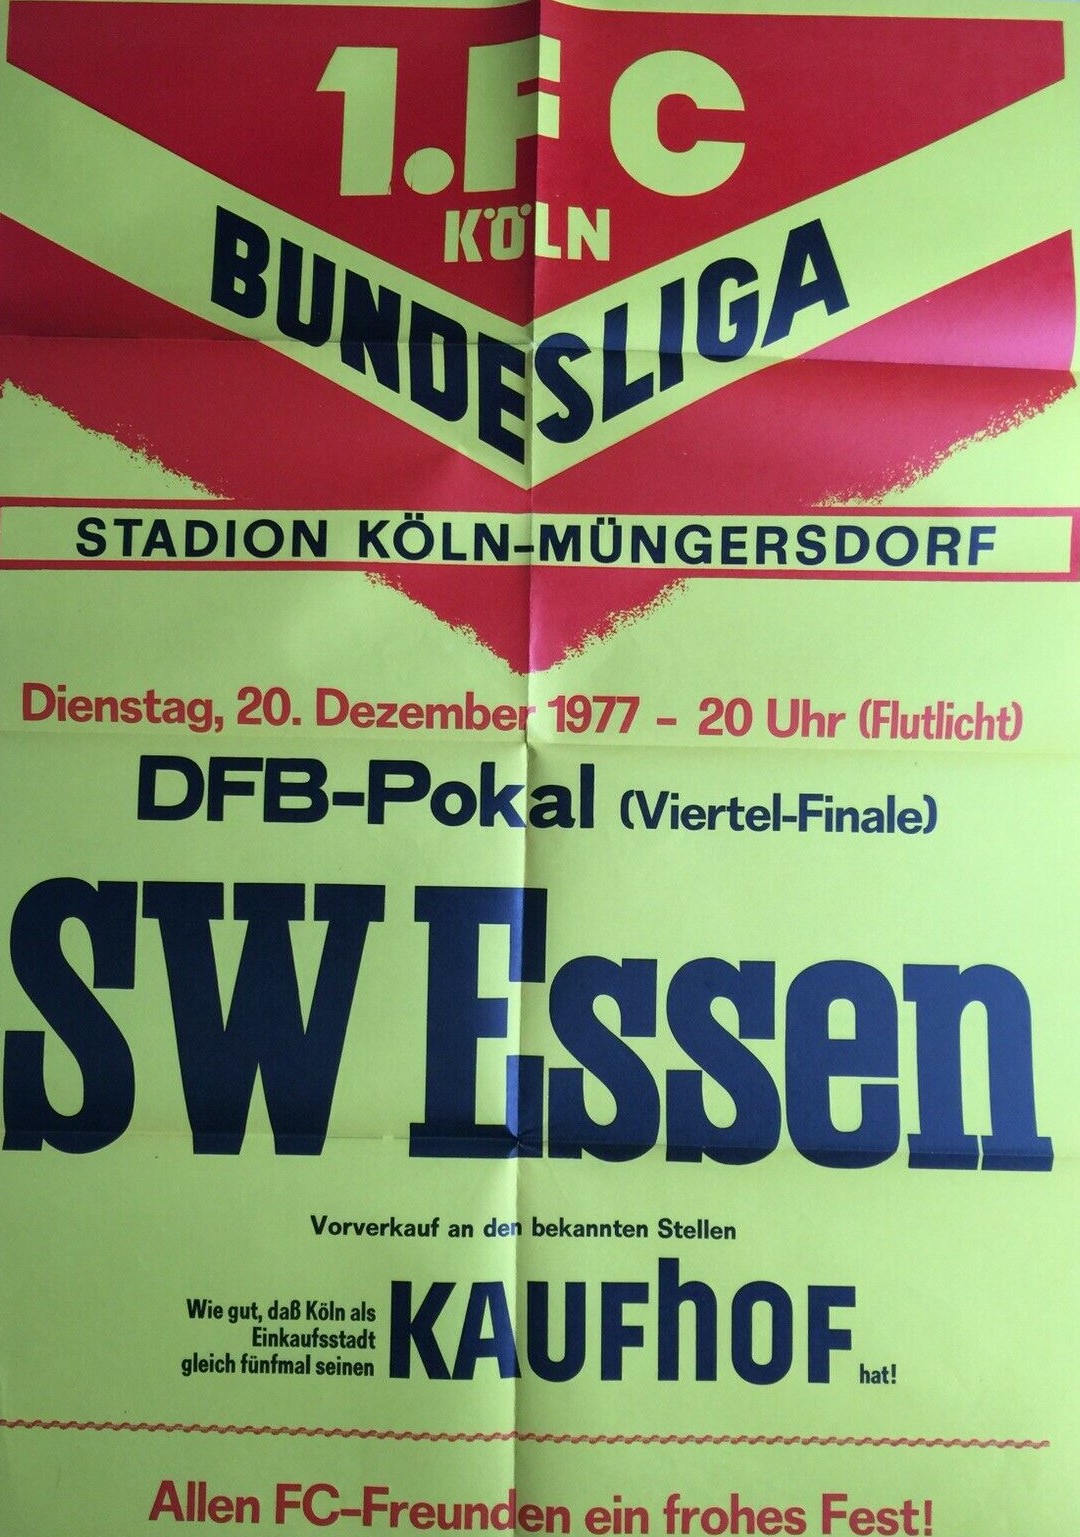 1.FC
KÖLN
BUNDESLIGA
STADION KÖLN-MÜNGERSDORF
Dienstag, 20. Dezember 1977 - 20 Uhr (Flutlicht)
DFB-Pokal (Viertel-Finale)
SW Essen
Vorverkauf an den bekannten Stellen
Wie gut, daß Köln als
Einkaufsstadt
gleich fünfmal seinen
KAUFhOF hat!
Allen FC-Freunden ein frohes Fest!